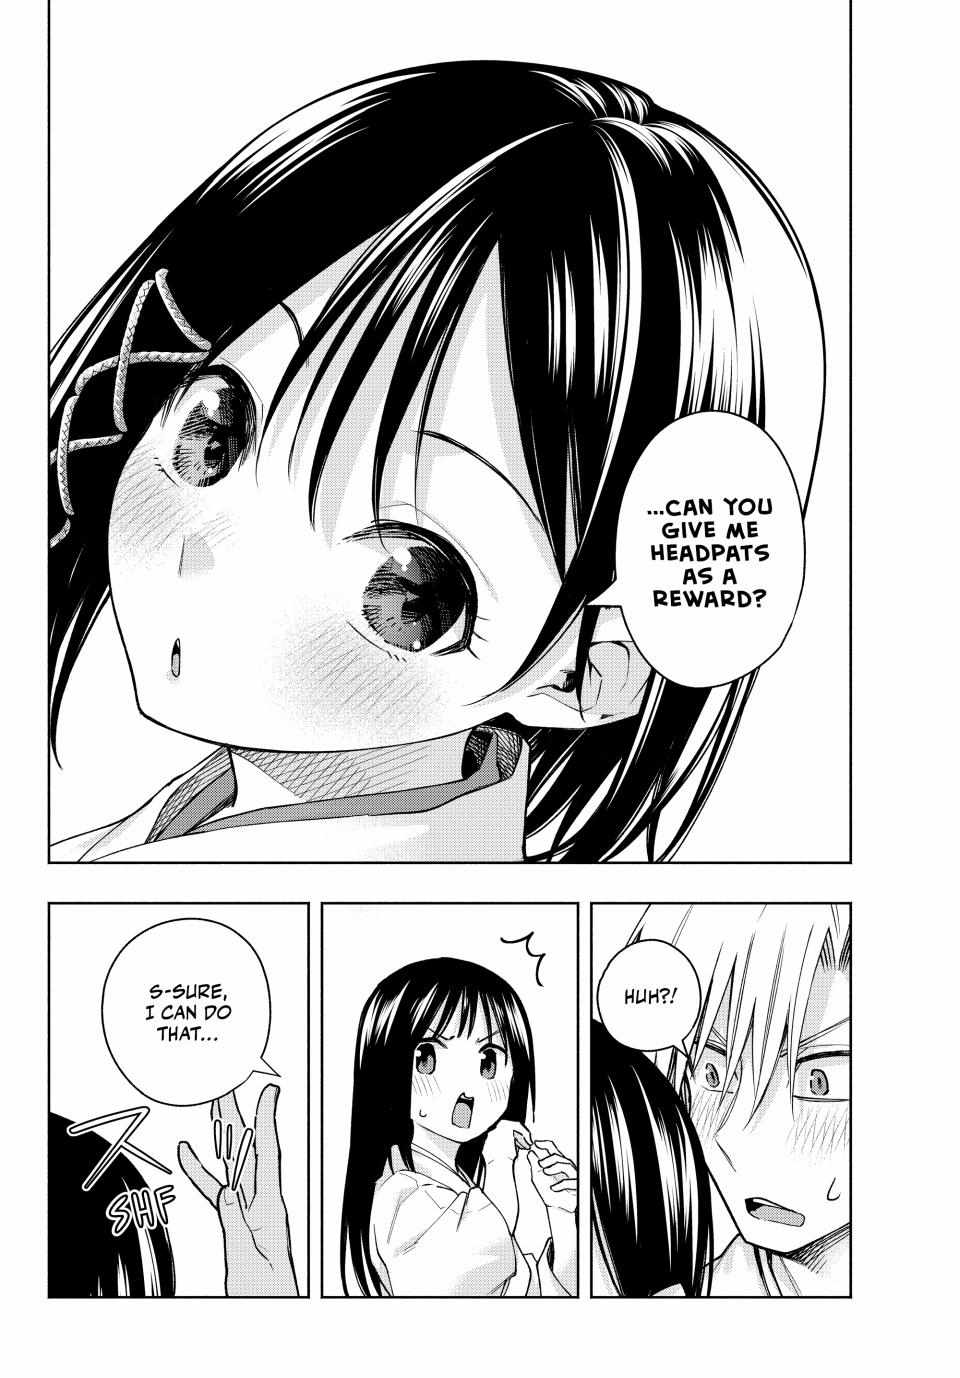 ...CAN YOU
GIVE ME
HEADPATS
AS A
REWARD?
HUH?!
S-SURE,
I CAN DO
THAT...
ス
SHF